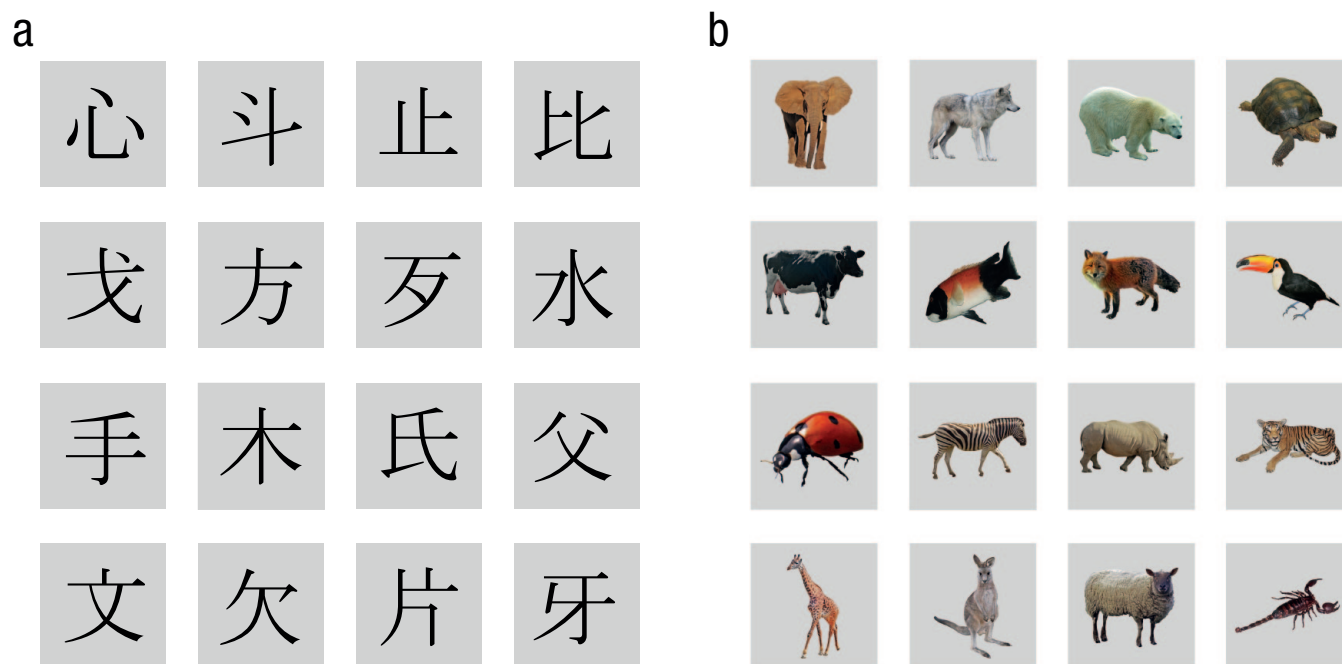 a
b
心 斗 止 比
戈 方 歹 水
手 木 氏 父
文 欠 片 牙